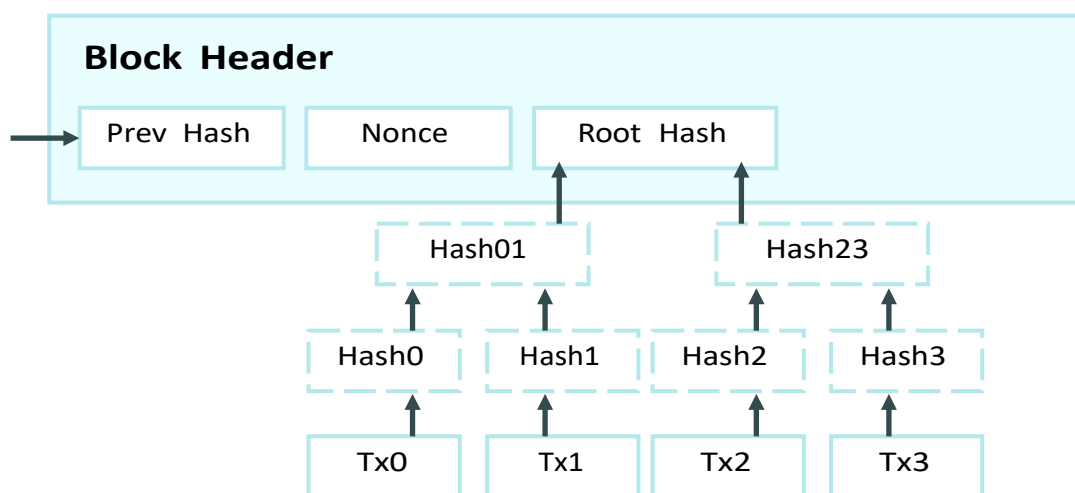 Block Header
Prev Hash Nonce Root Hash
Hash01 Hash23
Hash0 Hash1 Hash2 Hash3
Tx0 Tx1 Tx2 Tx3